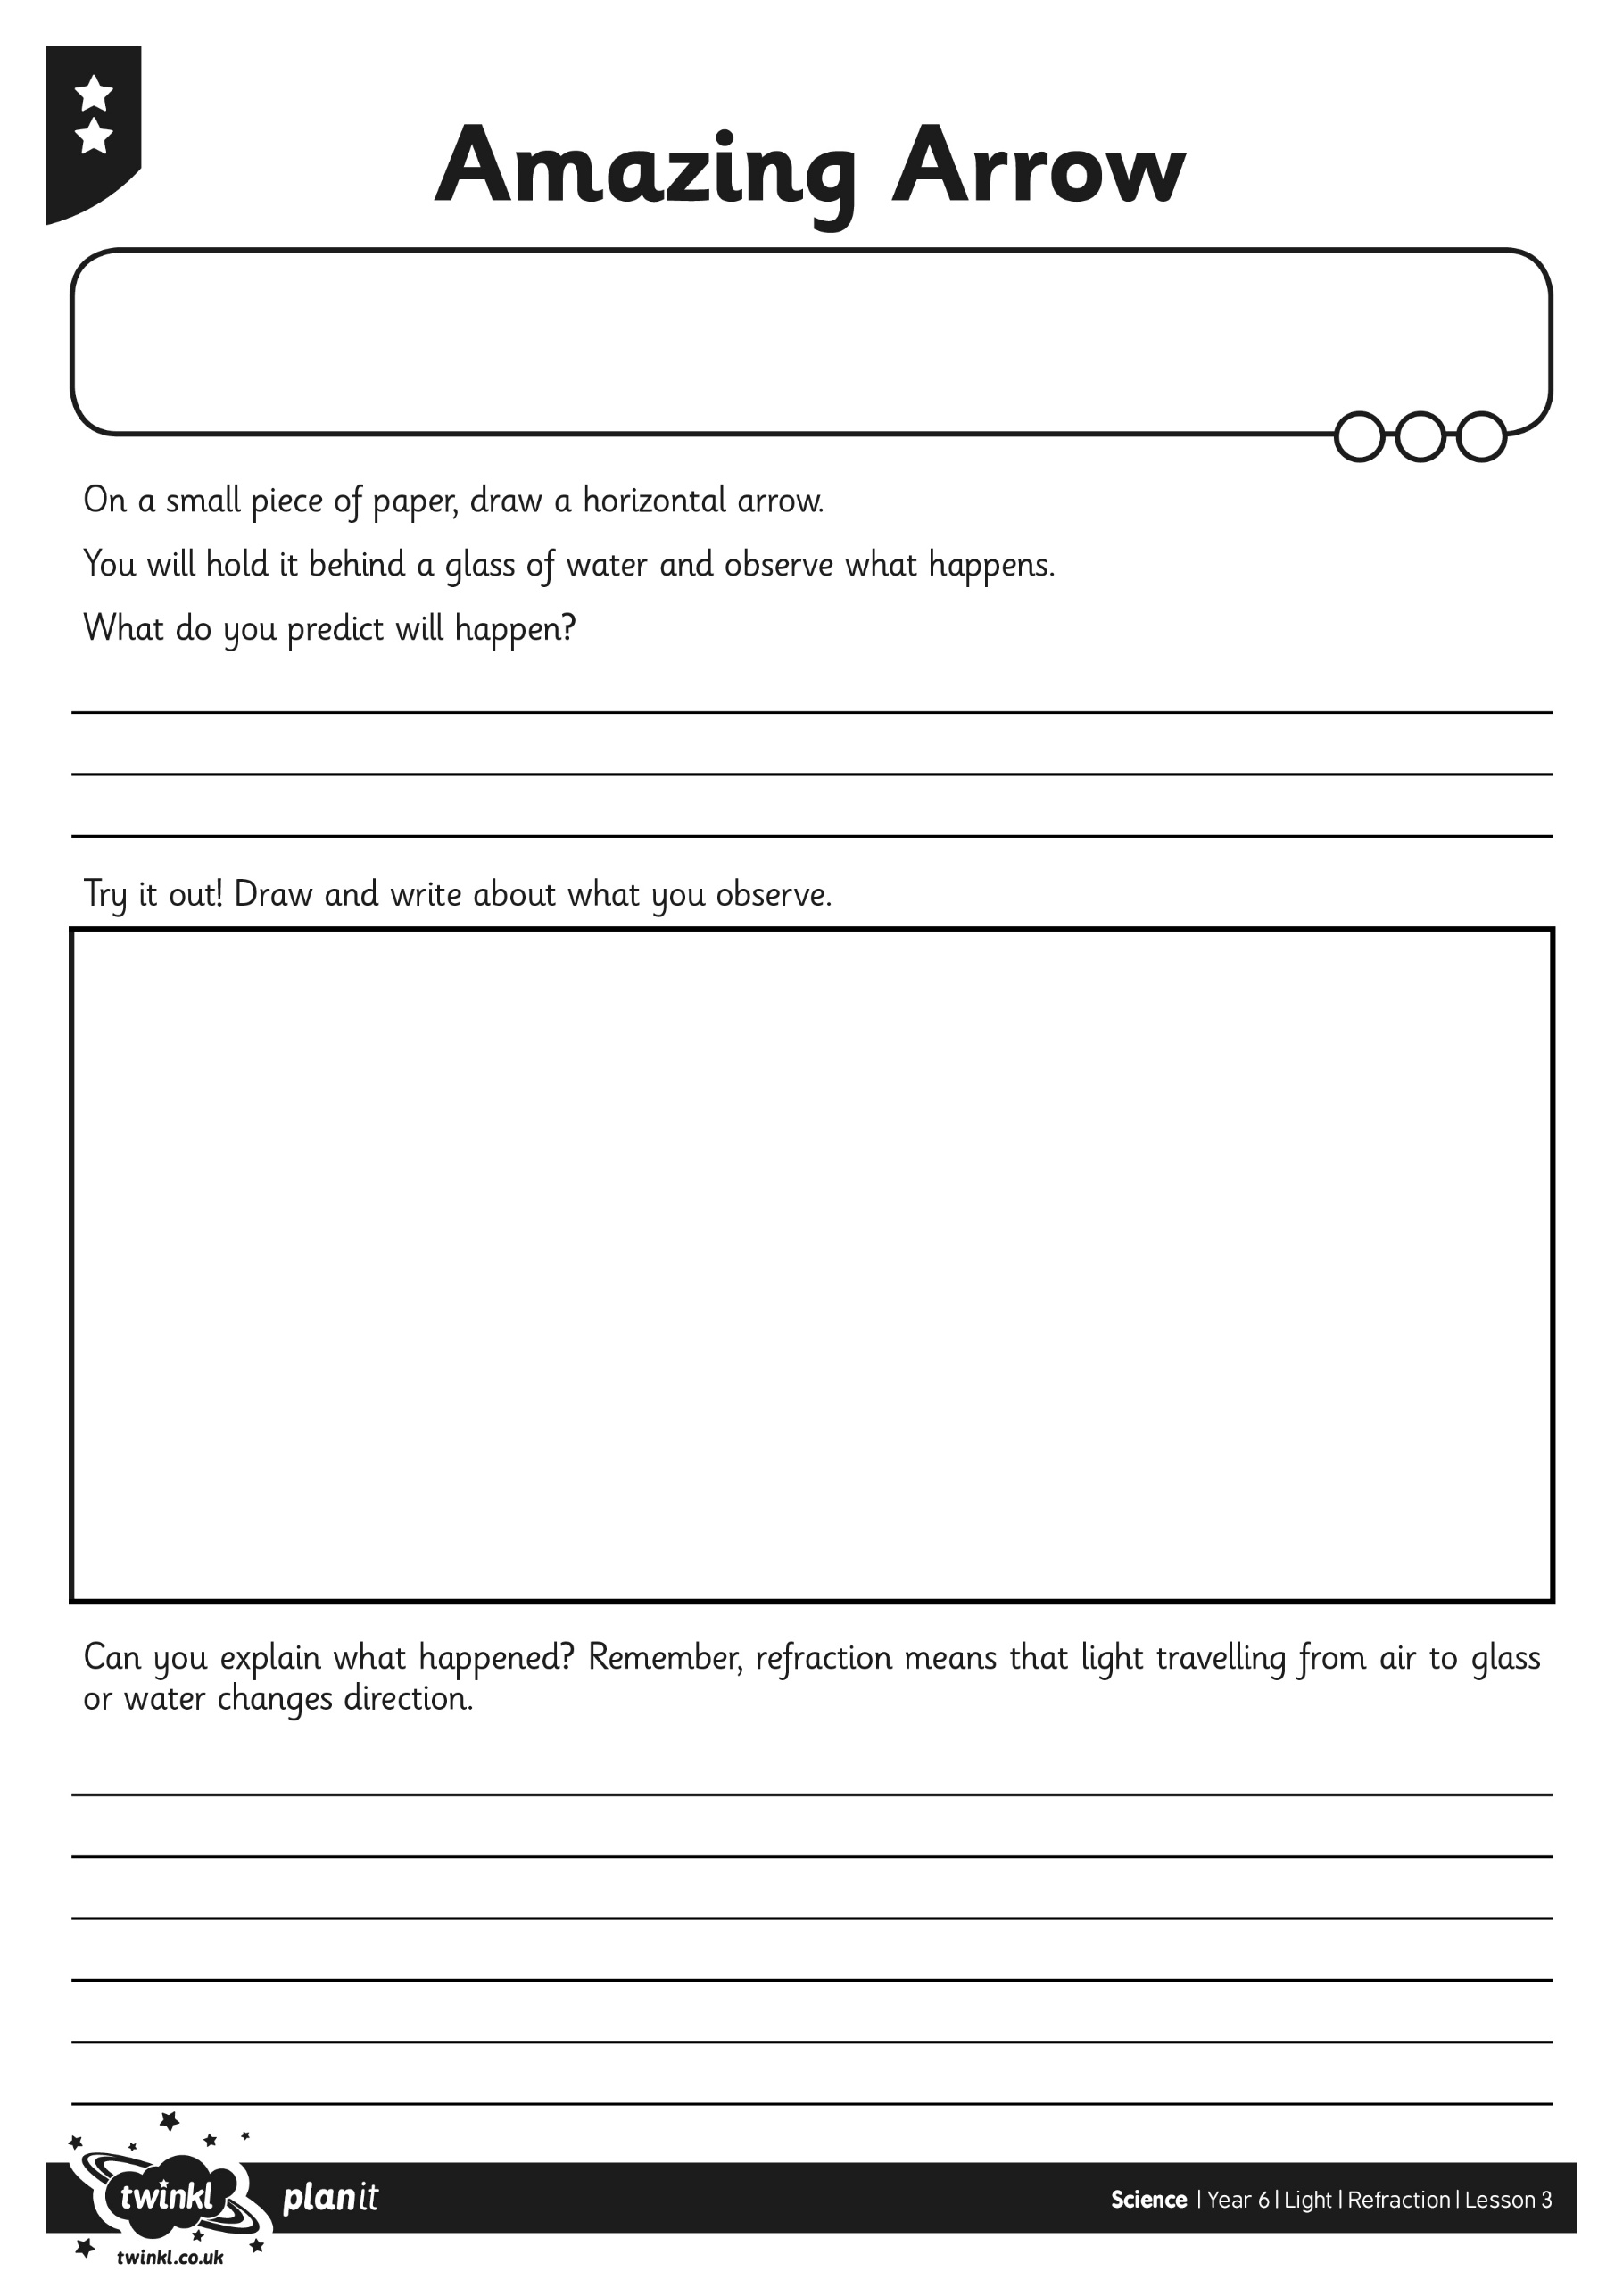 Amazing Arrow
On a small piece of paper, draw a horizontal arrow.
You will hold it behind a glass of water and observe what happens.
What do you predict will happen?
Try it out! Draw and write about what you observe.
Can you explain what happened? Remember, refraction means that light travelling from air to glass
or water changes direction.
twinkl
planit
Science | Year 6 | Light | Refraction | Lesson 3
twinkl.co.uk